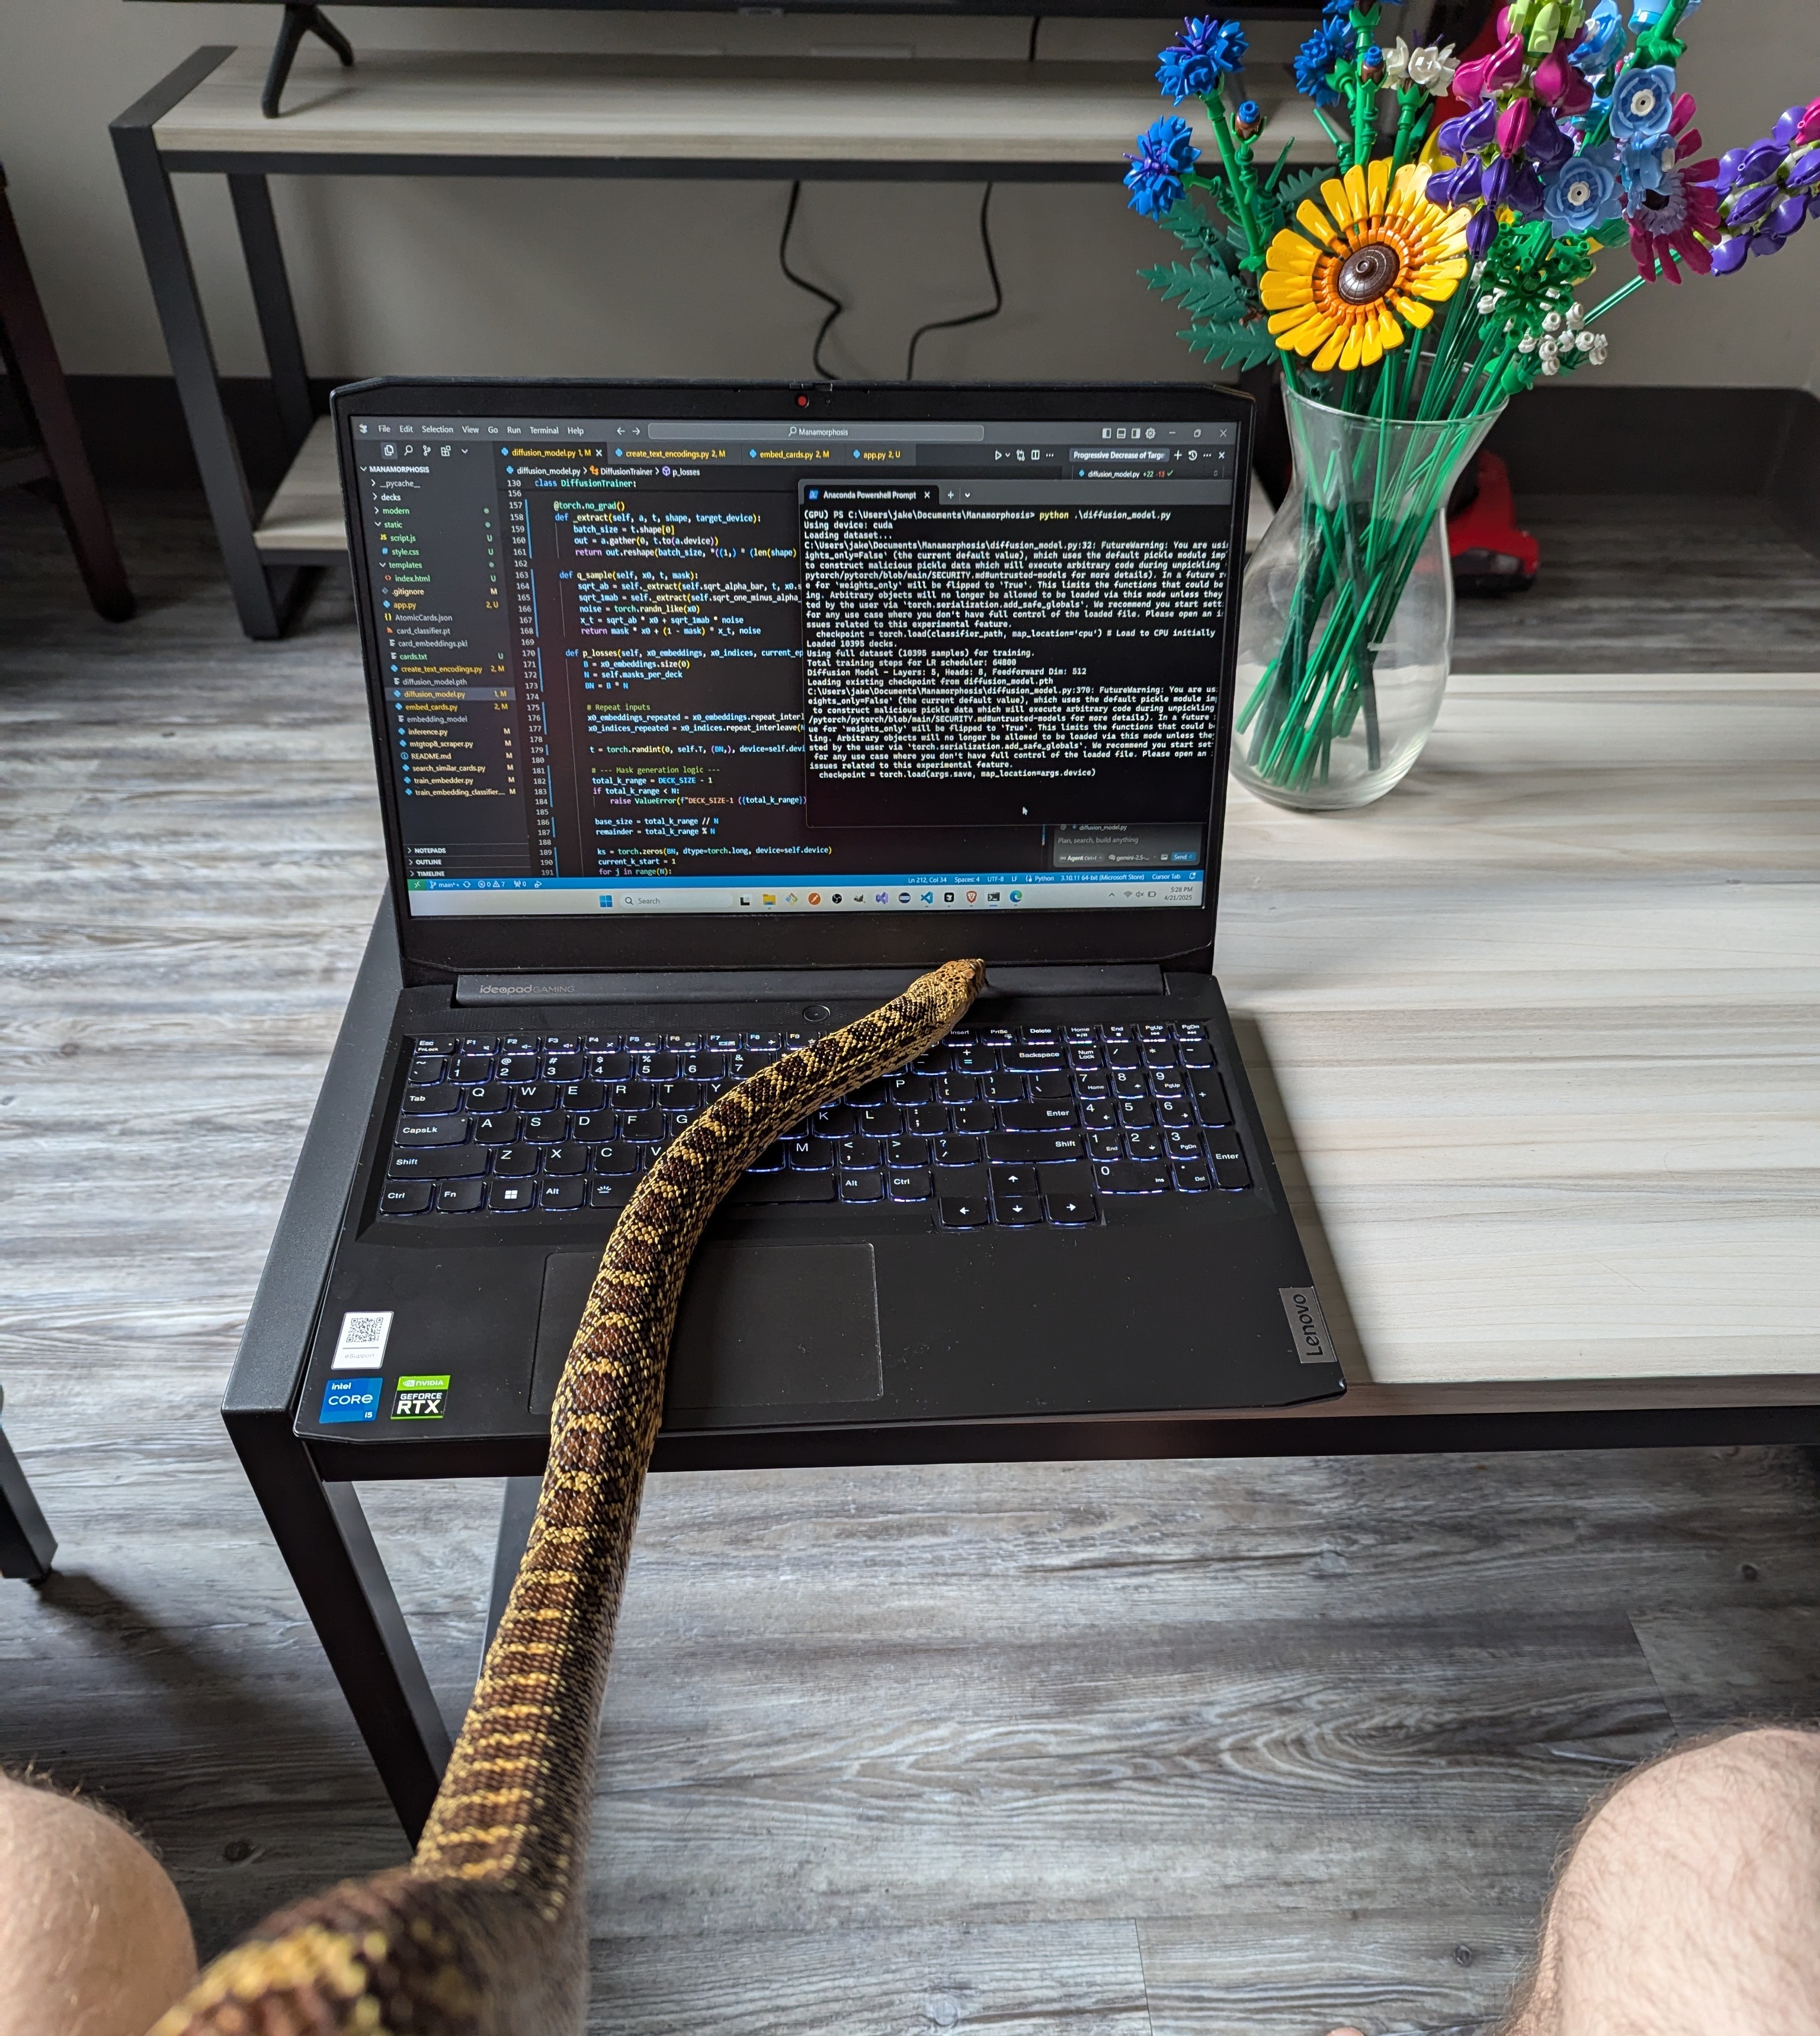 File Edit Selection View Go Run Terminal Help
Manamorphosis
diffusion_model.py 1, M
create_text_encodings.py 2, M
embed_cards.py 2, M
app.py 2, U
Progressive Decrease of Targe
diffusion_model.py > DiffusionTrainer > p_losses
diffusion_model.py +22 -13
MANAMORPHOSIS
__pycache__
decks
modern
static
script.js U
style.css U
templates
index.html U
.gitignore M
app.py 2, U
AtomicCards.json
card_classifier.pt
card_embeddings.pkl
cards.txt U
create_text_encodings.py 2, M
diffusion_model.pth
diffusion_model.py 1, M
embed_cards.py 2, M
embedding_model
inference.py M
mtgtop8_scraper.py M
README.md M
search_similar_cards.py M
train_embedder.py M
train_embedding_classifier.... M
NOTEPADS
OUTLINE
TIMELINE
130 class DiffusionTrainer:
156
157 @torch.no_grad()
158 def _extract(self, a, t, shape, target_device):
159 batch_size = t.shape[0]
160 out = a.gather(0, t.to(a.device))
161 return out.reshape(batch_size, *((1,) * (len(shape)
162
163 def q_sample(self, x0, t, mask):
164 sqrt_ab = self._extract(self.sqrt_alpha_bar, t, x0.s
165 sqrt_1mab = self._extract(self.sqrt_one_minus_alpha_
166 noise = torch.randn_like(x0)
167 x_t = sqrt_ab * x0 + sqrt_1mab * noise
168 return mask * x0 + (1 - mask) * x_t, noise
169
170 def p_losses(self, x0_embeddings, x0_indices, current_ep
171 B = x0_embeddings.size(0)
172 N = self.masks_per_deck
173 BN = B * N
174
175 # Repeat inputs
176 x0_embeddings_repeated = x0_embeddings.repeat_interl
177 x0_indices_repeated = x0_indices.repeat_interleave(N
178
179 t = torch.randint(0, self.T, (BN,), device=self.devi
180
181 # --- Mask generation logic ---
182 total_k_range = DECK_SIZE - 1
183 if total_k_range < N:
184 raise ValueError(f"DECK_SIZE-1 ({total_k_range})
185
186 base_size = total_k_range // N
187 remainder = total_k_range % N
188
189 ks = torch.zeros(BN, dtype=torch.long, device=self.device)
190 current_k_start = 1
191 for j in range(N):
Anaconda Powershell Prompt
(GPU) PS C:\Users\jake\Documents\Manamorphosis> python .\diffusion_model.py
Using device: cuda
Loading dataset...
C:\Users\jake\Documents\Manamorphosis\diffusion_model.py:32: FutureWarning: You are usi
eights_only=False` (the current default value), which uses the default pickle module imp
to construct malicious pickle data which will execute arbitrary code during unpickling
pytorch/pytorch/blob/main/SECURITY.md#untrusted-models for more details). In a future r
e for `weights_only` will be flipped to `True`. This limits the functions that could be
ing. Arbitrary objects will no longer be allowed to be loaded via this mode unless they
ted by the user via `torch.serialization.add_safe_globals`. We recommend you start sett
for any use case where you don't have full control of the loaded file. Please open an i
ssues related to this experimental feature.
checkpoint = torch.load(classifier_path, map_location='cpu') # Load to CPU initially
Loaded 10395 decks.
Using full dataset (10395 samples) for training.
Total training steps for LR scheduler: 64800
Diffusion Model - Layers: 5, Heads: 8, Feedforward Dim: 512
Loading existing checkpoint from diffusion_model.pth
C:\Users\jake\Documents\Manamorphosis\diffusion_model.py:370: FutureWarning: You are us
eights_only=False` (the current default value), which uses the default pickle module im
to construct malicious pickle data which will execute arbitrary code during unpickling
/pytorch/pytorch/blob/main/SECURITY.md#untrusted-models for more details). In a future
ue for `weights_only` will be flipped to `True`. This limits the functions that could b
ling. Arbitrary objects will no longer be allowed to be loaded via this mode unless the
sted by the user via `torch.serialization.add_safe_globals`. We recommend you start set
for any use case where you don't have full control of the loaded file. Please open an
issues related to this experimental feature.
checkpoint = torch.load(args.save, map_location=args.device)
diffusion_model.py
Plan, search, build anything
Agent Ctrl+I gemini-2.5-... Send
main* 0 7 0 Ln 212, Col 34 Spaces: 4 UTF-8 LF Python 3.10.11 64-bit (Microsoft Store) Cursor Tab
Search
5:28 PM
4/21/2025
ideapad GAMING
Esc F1 F2 F3 F4 F5 F6 F7 F8 F9 Insert PrtSc Delete Home End PgUp PgDn
FnLock
~ ! @ # $ % ^ & + Backspace Num / * -
` 1 2 3 4 5 6 7 = Lock
Tab Q W E R T Y P { } | 7 8 9 +
[ ] \ Home PgUp
CapsLk A S D F G K L : " Enter 4 5 6
; '
Shift Z X C V M < > ? Shift 1 2 3 Enter
, . / End PgDn
Ctrl Fn Alt Alt Ctrl 0 .
Ins Del
Lenovo
eSupport
intel
CORE
i5
NVIDIA
GEFORCE
RTX